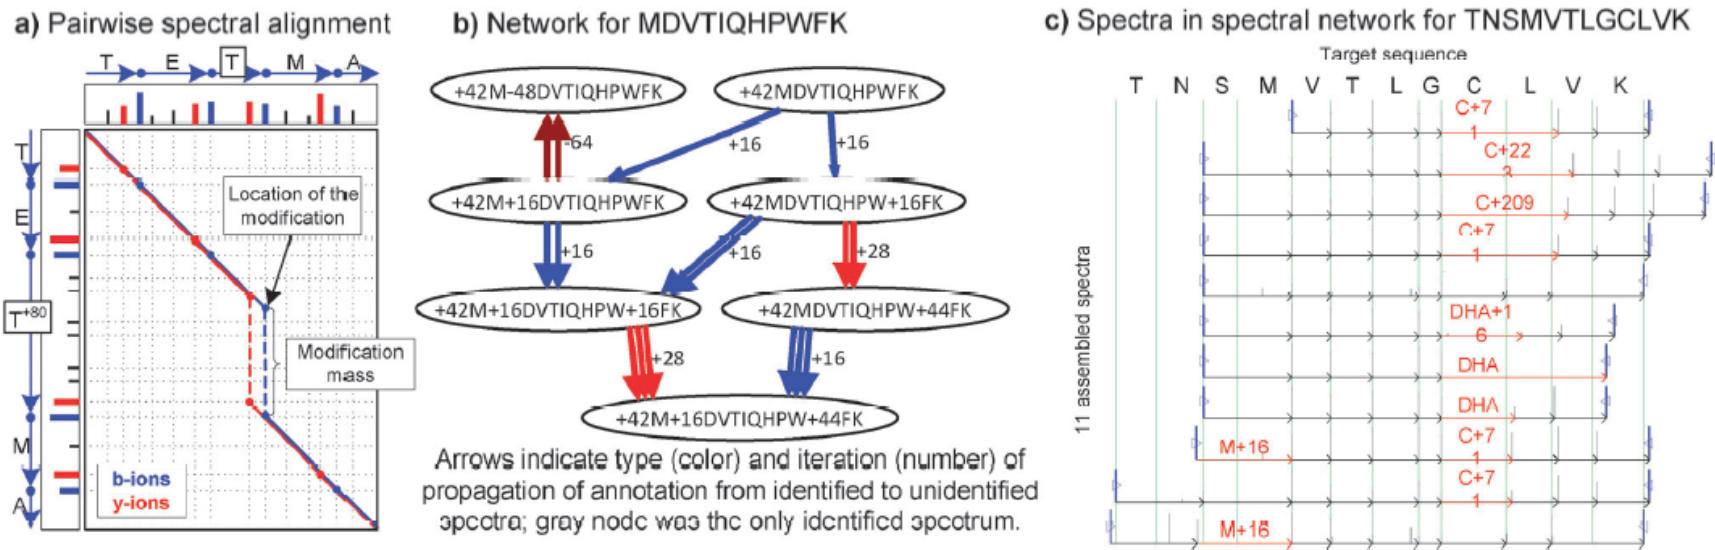 a) Pairwise spectral alignment
T E T M A
T
E
T+80
M
A
Location of the
modification
Modification
mass
b-ions
y-ions
b) Network for MDVTIQHPWFK
+42M-48DVTIQHPWFK
+42MDVTIQHPWFK
-64
+16
+16
+42M+16DVTIQHPWFK
+42MDVTIQHPW+16FK
+16
+16
+28
+42M+16DVTIQHPW+16FK
+42MDVTIQHPW+44FK
+28
+16
+42M+16DVTIQHPW+44FK
Arrows indicate type (color) and iteration (number) of
propagation of annotation from identified to unidentified
spectra; gray node was the only identified spectrum.
c) Spectra in spectral network for TNSMVTLGCLVK
Target sequence
T N S M V T L G C L V K
11 assembled spectra
C+7
1
C+22
3
C+209
C+7
1
DHA+1
6
DHA
DHA
M+16
C+7
1
C+7
1
M+16